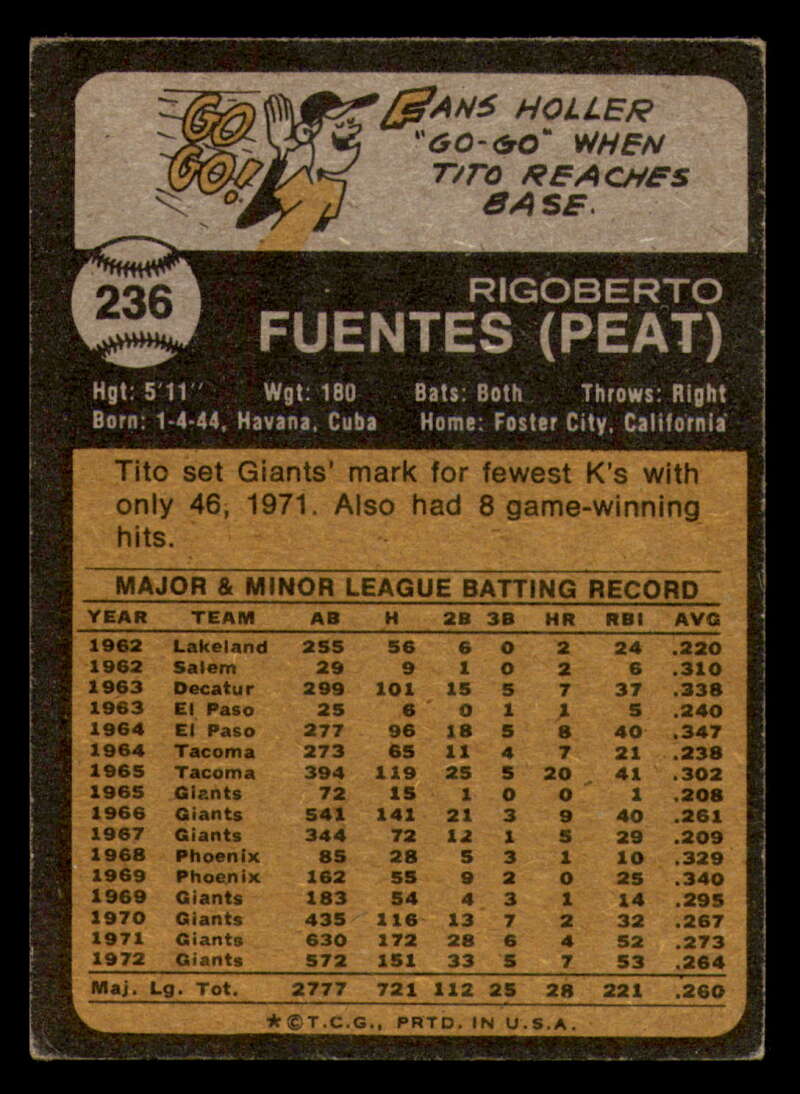 GO
GO!
FANS HOLLER
"GO-GO" WHEN
TITO REACHES
BASE.
236
RIGOBERTO
FUENTES (PEAT)
Hgt: 5'11" Wgt: 180 Bats: Both Throws: Right
Born: 1-4-44, Havana, Cuba Home: Foster City, California
Tito set Giants' mark for fewest K's with
only 46, 1971. Also had 8 game-winning
hits.
MAJOR & MINOR LEAGUE BATTING RECORD
YEAR TEAM AB H 2B 3B HR RBI AVG
1962 Lakeland 255 56 6 0 2 24 .220
1962 Salem 29 9 1 0 2 6 .310
1963 Decatur 299 101 15 5 7 37 .338
1963 El Paso 25 6 0 1 1 5 .240
1964 El Paso 277 96 18 5 8 40 .347
1964 Tacoma 273 65 11 4 7 21 .238
1965 Tacoma 394 119 25 5 20 41 .302
1965 Giants 72 15 1 0 0 1 .208
1966 Giants 541 141 21 3 9 40 .261
1967 Giants 344 72 12 1 5 29 .209
1968 Phoenix 85 28 5 3 1 10 .329
1969 Phoenix 162 55 9 2 0 25 .340
1969 Giants 183 54 4 3 1 14 .295
1970 Giants 435 116 13 7 2 32 .267
1971 Giants 630 172 28 6 4 52 .273
1972 Giants 572 151 33 5 7 53 .264
Maj. Lg. Tot. 2777 721 112 25 28 221 .260
*©T.C.G., PRTD. IN U.S.A.